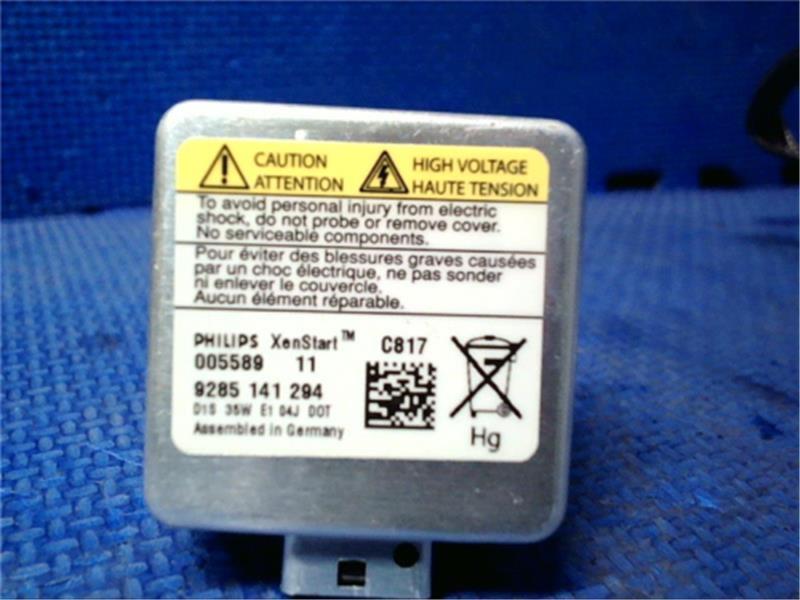 CAUTION
ATTENTION
HIGH VOLTAGE
HAUTE TENSION
To avoid personal injury from electric
shock, do not probe or remove cover.
No serviceable components.
Pour éviter des blessures graves causées
par un choc électrique, ne pas sonder
ni enlever le couvercle.
Aucun élément réparable.
PHILIPS XenStart™ C817
005589 11
9285 141 294
D1S 35W E1 04J DOT
Assembled in Germany
Hg